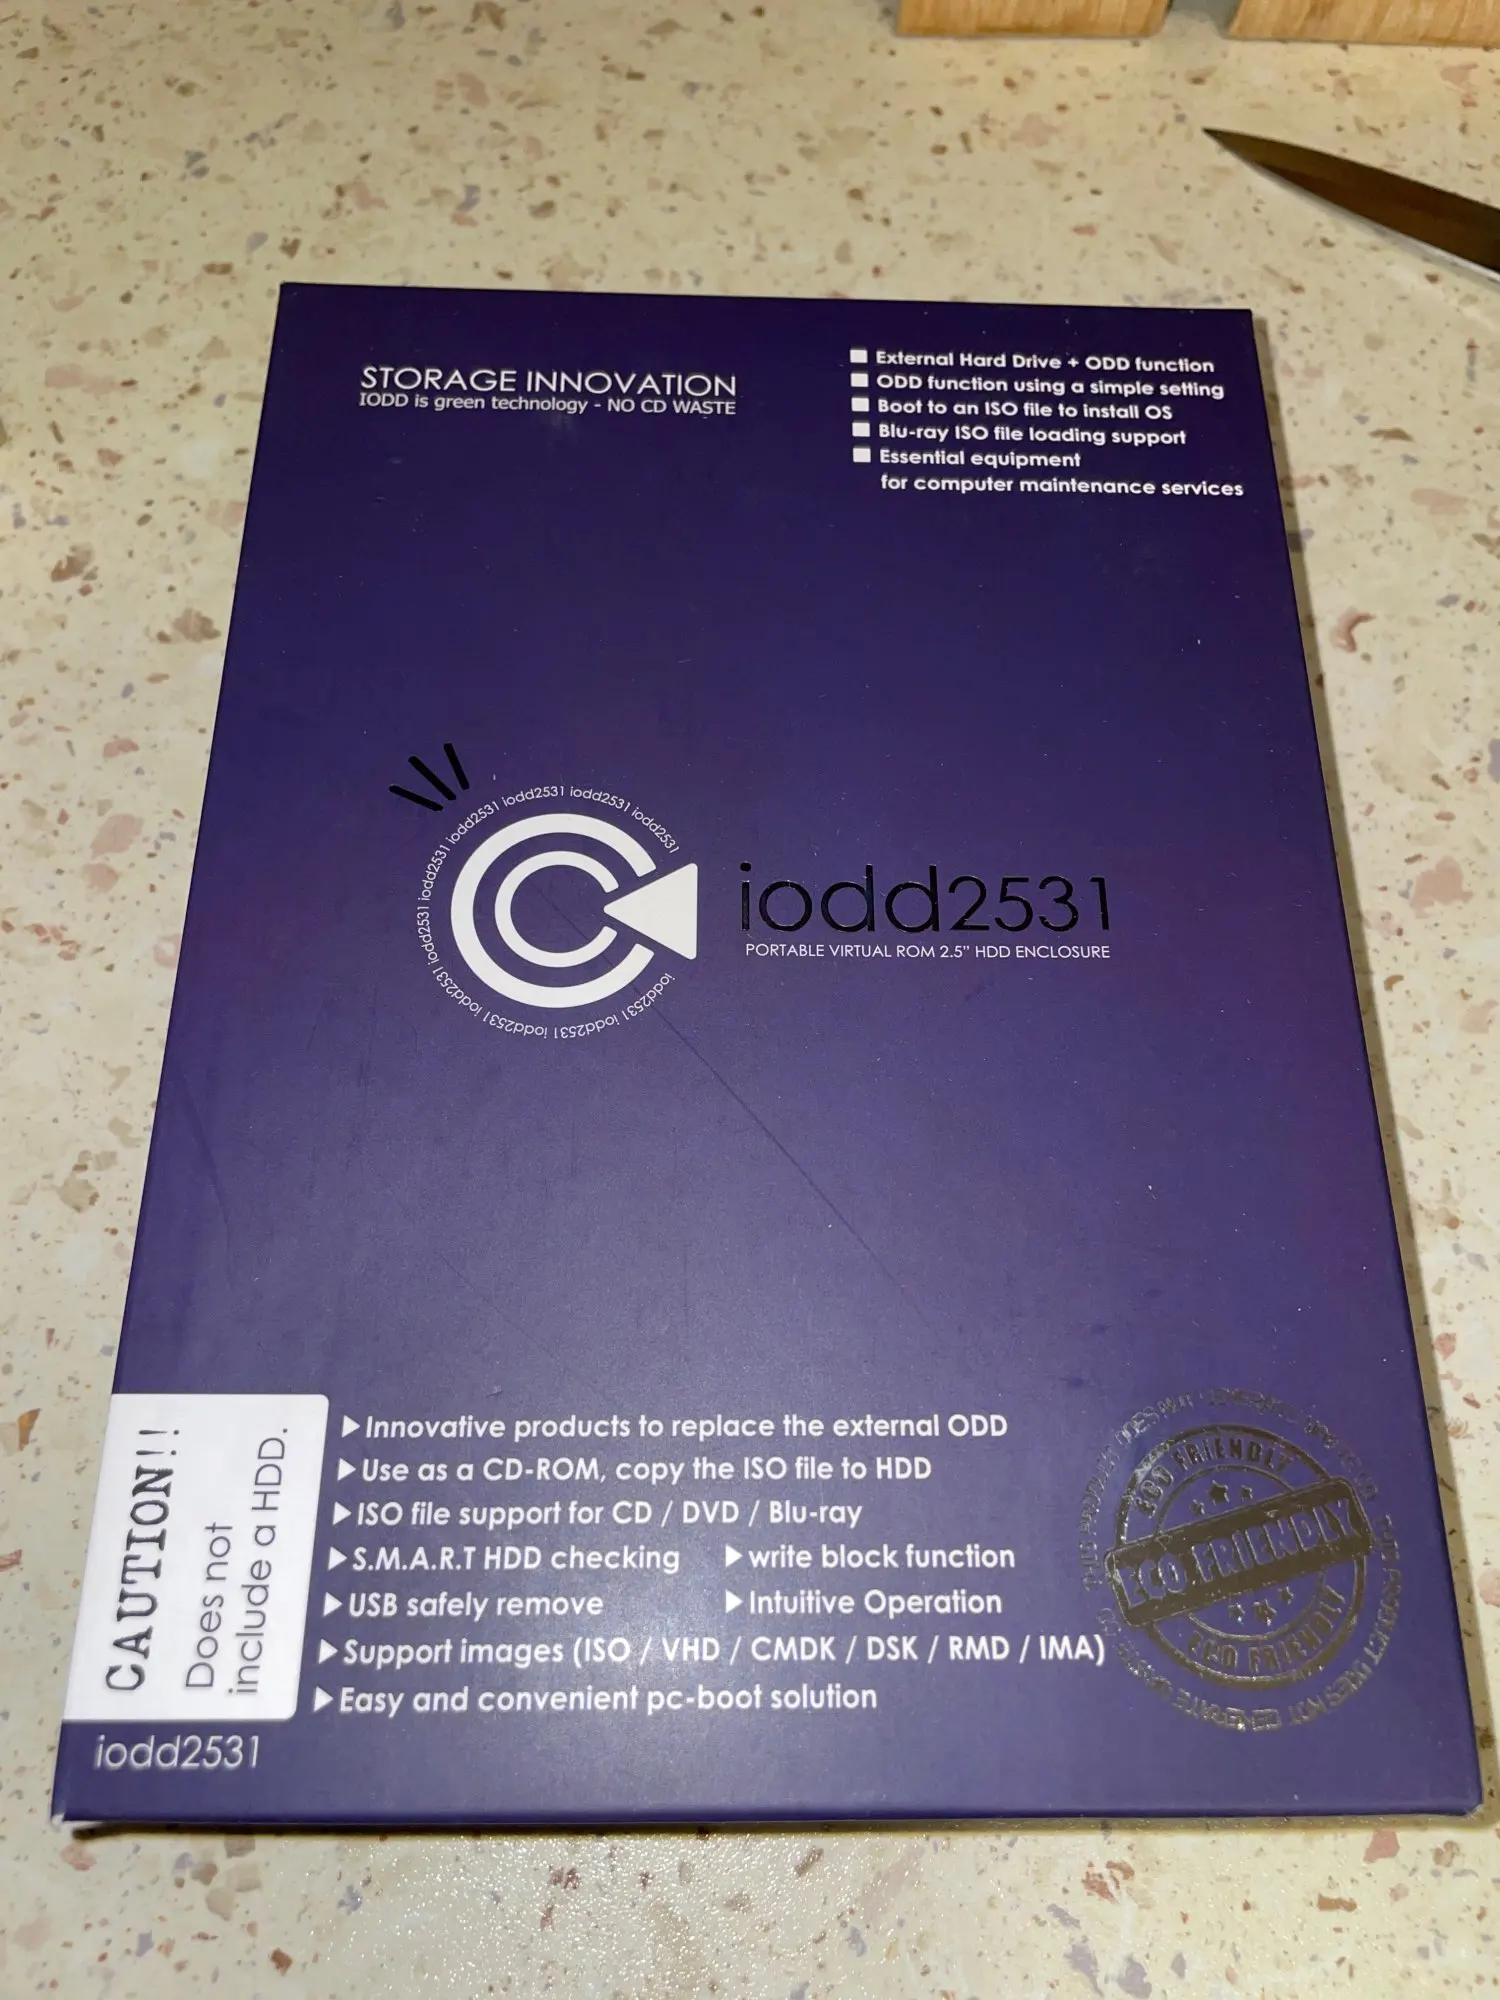 STORAGE INNOVATION
IODD is green technology - NO CD WASTE
External Hard Drive + ODD function
ODD function using a simple setting
Boot to an ISO file to install OS
Blu-ray ISO file loading support
Essential equipment
for computer maintenance services
iodd2531 iodd2531 iodd2531 iodd2531 iodd2531 iodd2531 iodd2531 iodd2531 iodd2531 iodd2531 iodd2531
iodd2531
PORTABLE VIRTUAL ROM 2.5" HDD ENCLOSURE
CAUTION!!
Does not
include a HDD.
Innovative products to replace the external ODD
Use as a CD-ROM, copy the ISO file to HDD
ISO file support for CD / DVD / Blu-ray
S.M.A.R.T HDD checking
write block function
USB safely remove
Intuitive Operation
Support images (ISO / VHD / CMDK / DSK / RMD / IMA)
Easy and convenient pc-boot solution
ECO FRIENDLY
ECO FRIENDLY
ECO FRIENDLY
iodd2531